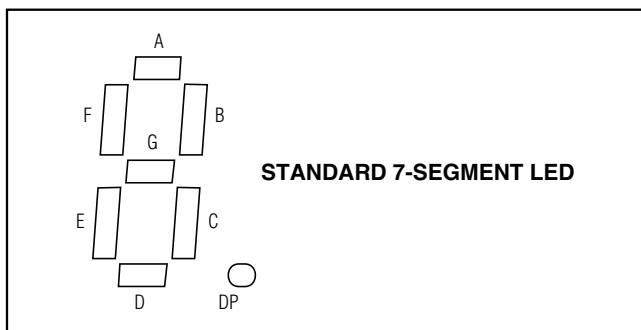 A
F B
G
STANDARD 7-SEGMENT LED
E C
D DP